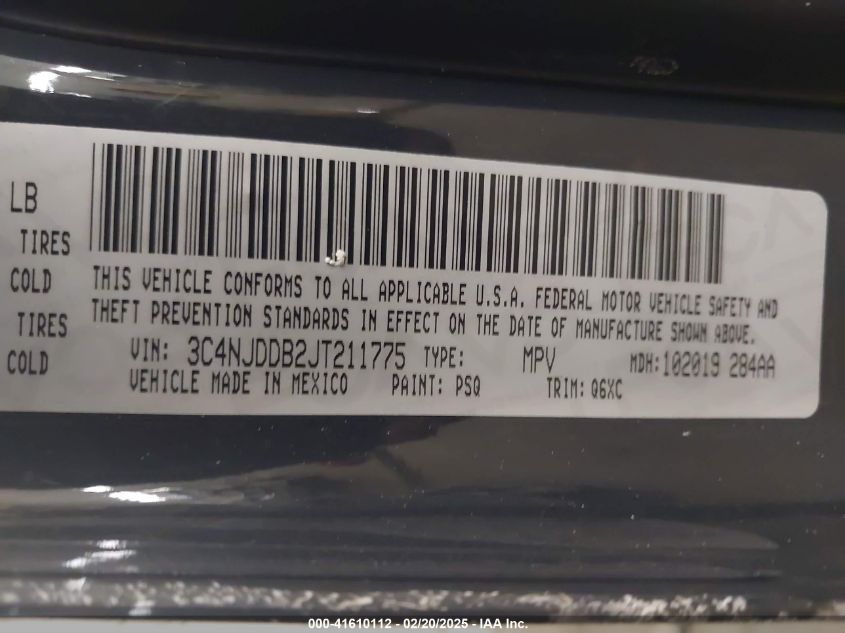 LB
TIRES
COLD
TIRES
COLD
THIS VEHICLE CONFORMS TO ALL APPLICABLE U.S.A. FEDERAL MOTOR VEHICLE SAFETY AND
THEFT PREVENTION STANDARDS IN EFFECT ON THE DATE OF MANUFACTURE SHOWN ABOVE.
VIN: 3C4NJDDB2JT211775 TYPE: MPV MDH:102019 284AA
VEHICLE MADE IN MEXICO PAINT: PSQ TRIM: Q6XC
000-41610112 - 02/20/2025 - IAA Inc.